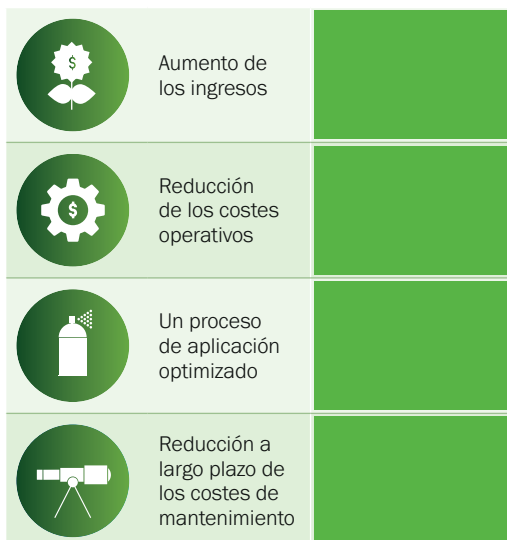 $
Aumento de
los ingresos
$
Reducción
de los costes
operativos
Un proceso
de aplicación
optimizado
Reducción a
largo plazo de
los costes de
mantenimiento